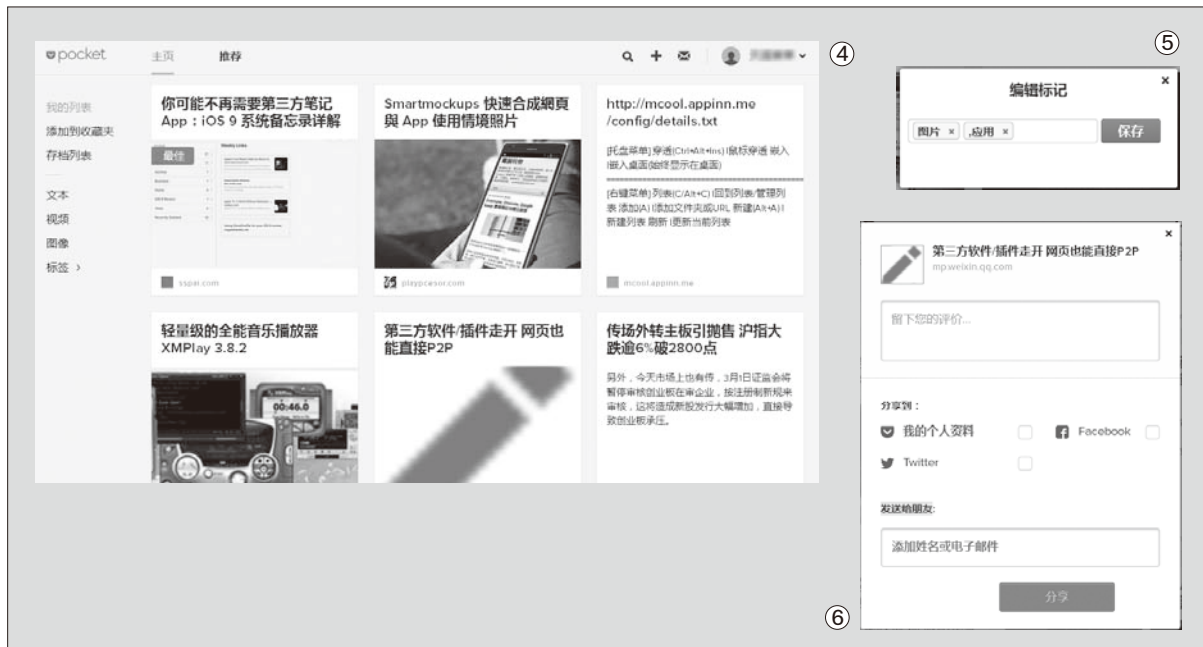 pocket
主页 推荐
④
我的列表
添加到收藏夹
存档列表
文本
视频
图像
标签 ›
你可能不再需要第三方笔记
App：iOS 9 系统备忘录详解
最佳
Smartmockups 快速合成網頁
與 App 使用情境照片
playpcesor.com
http://mcool.appinn.me
/config/details.txt
[托盘菜单] 穿透(Ctrl+Alt+Ins) |鼠标穿透 嵌入
|嵌入桌面(始终显示在桌面)
[右键菜单] 列表(C/Alt+C) |回到列表/管理列
表 添加(A) |添加文件夹或URL 新建(Alt+A) |
新建列表 刷新 |更新当前列表
mcool.appinn.me
轻量级的全能音乐播放器
XMPlay 3.8.2
00:46.0
第三方软件/插件走开 网页也
能直接P2P
传场外转主板引抛售 沪指大
跌逾6%破2800点
另外，今天市场上也有传，3月1日证监会将
暂停审核创业板在审企业，按注册制新规来
审核，这将造成新股发行大幅增加，直接导
致创业板承压。
⑤
编辑标记
×
图片 × ,应用 ×
保存
×
第三方软件/插件走开 网页也能直接P2P
mp.weixin.qq.com
留下您的评价...
分享到：
我的个人资料 Facebook
Twitter
发送给朋友:
添加姓名或电子邮件
分享
⑥